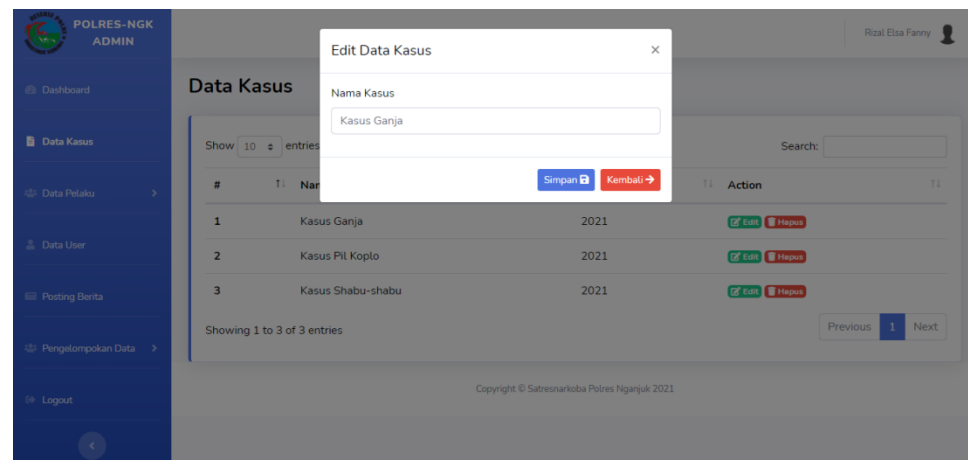 POLRES-NGK
ADMIN
Rizal Elsa Fanny
Edit Data Kasus
×
Nama Kasus
Kasus Ganja
Simpan
Kembali
Dashboard
Data Kasus
Data Pelaku
Data User
Posting Berita
Pengelompokan Data
Logout
Data Kasus
Show 10 entries
Search:
# Action
1 Kasus Ganja 2021 Edit Hapus
2 Kasus Pil Koplo 2021 Edit Hapus
3 Kasus Shabu-shabu 2021 Edit Hapus
Showing 1 to 3 of 3 entries
Previous 1 Next
Copyright © Satresnarkoba Polres Nganjuk 2021